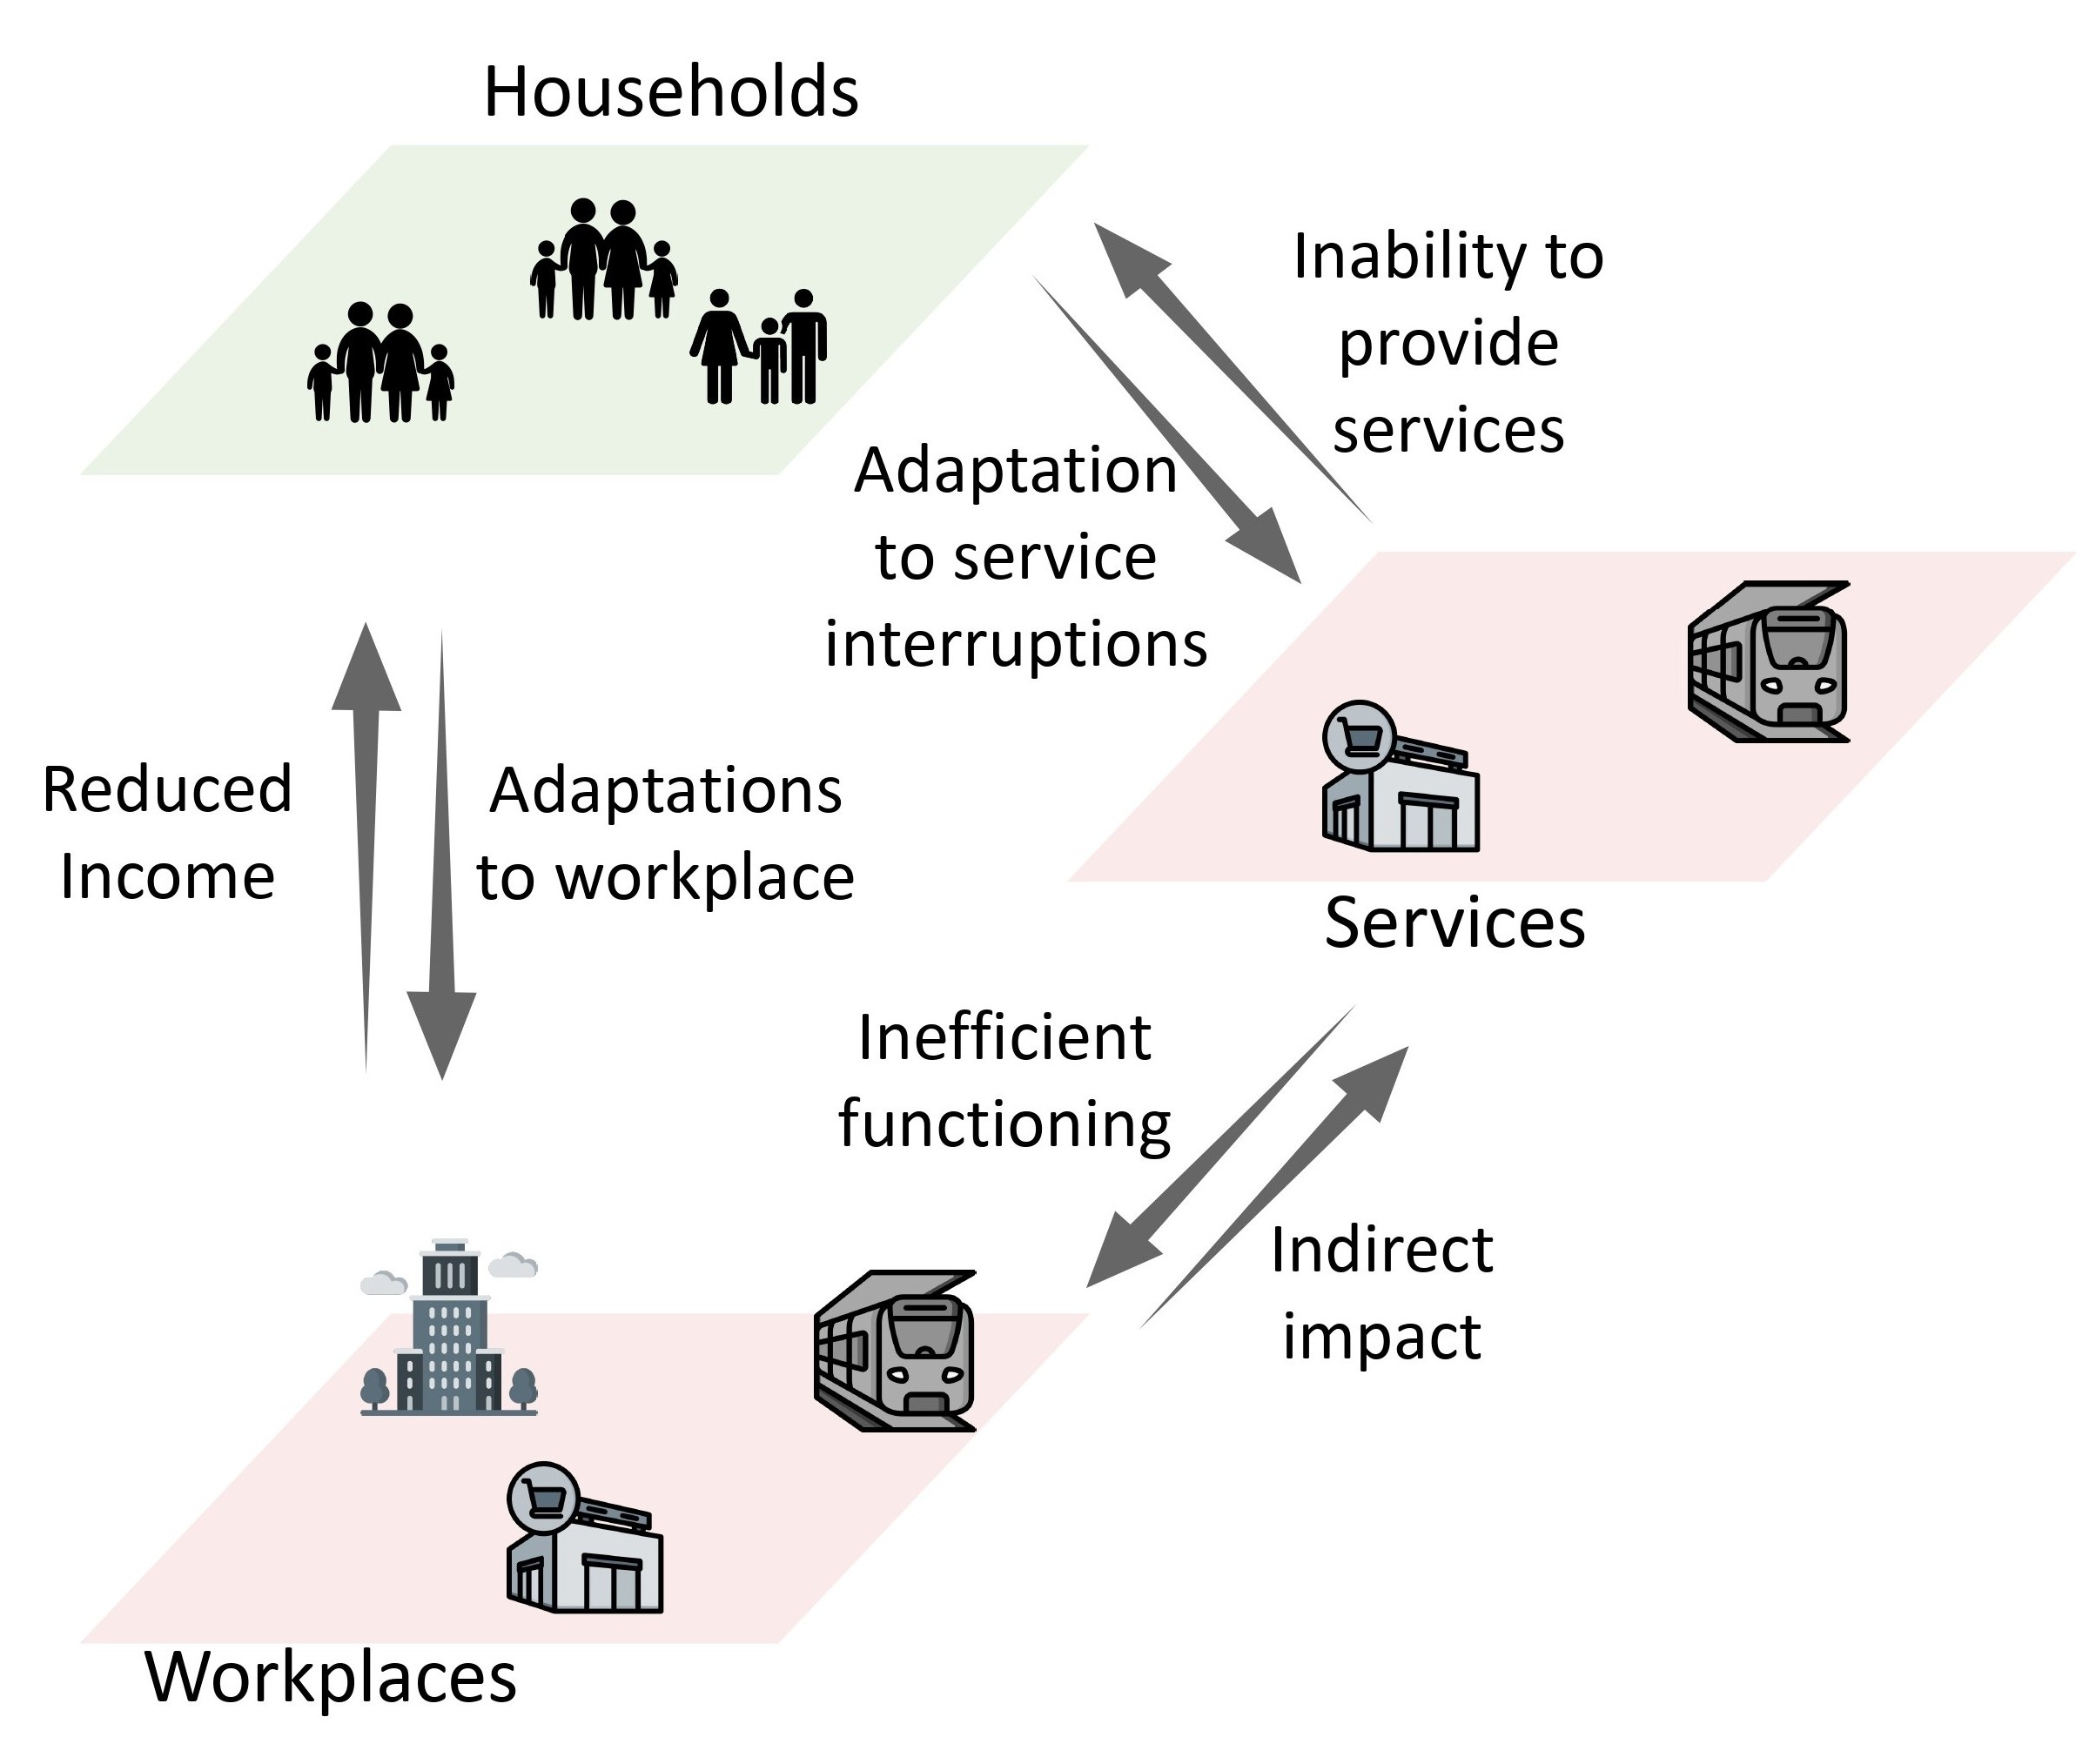 Households
Inability to
provide
services
Adaptation
to service
interruptions
Reduced
Income
Adaptations
to workplace
Services
Inefficient
functioning
Indirect
impact
Workplaces